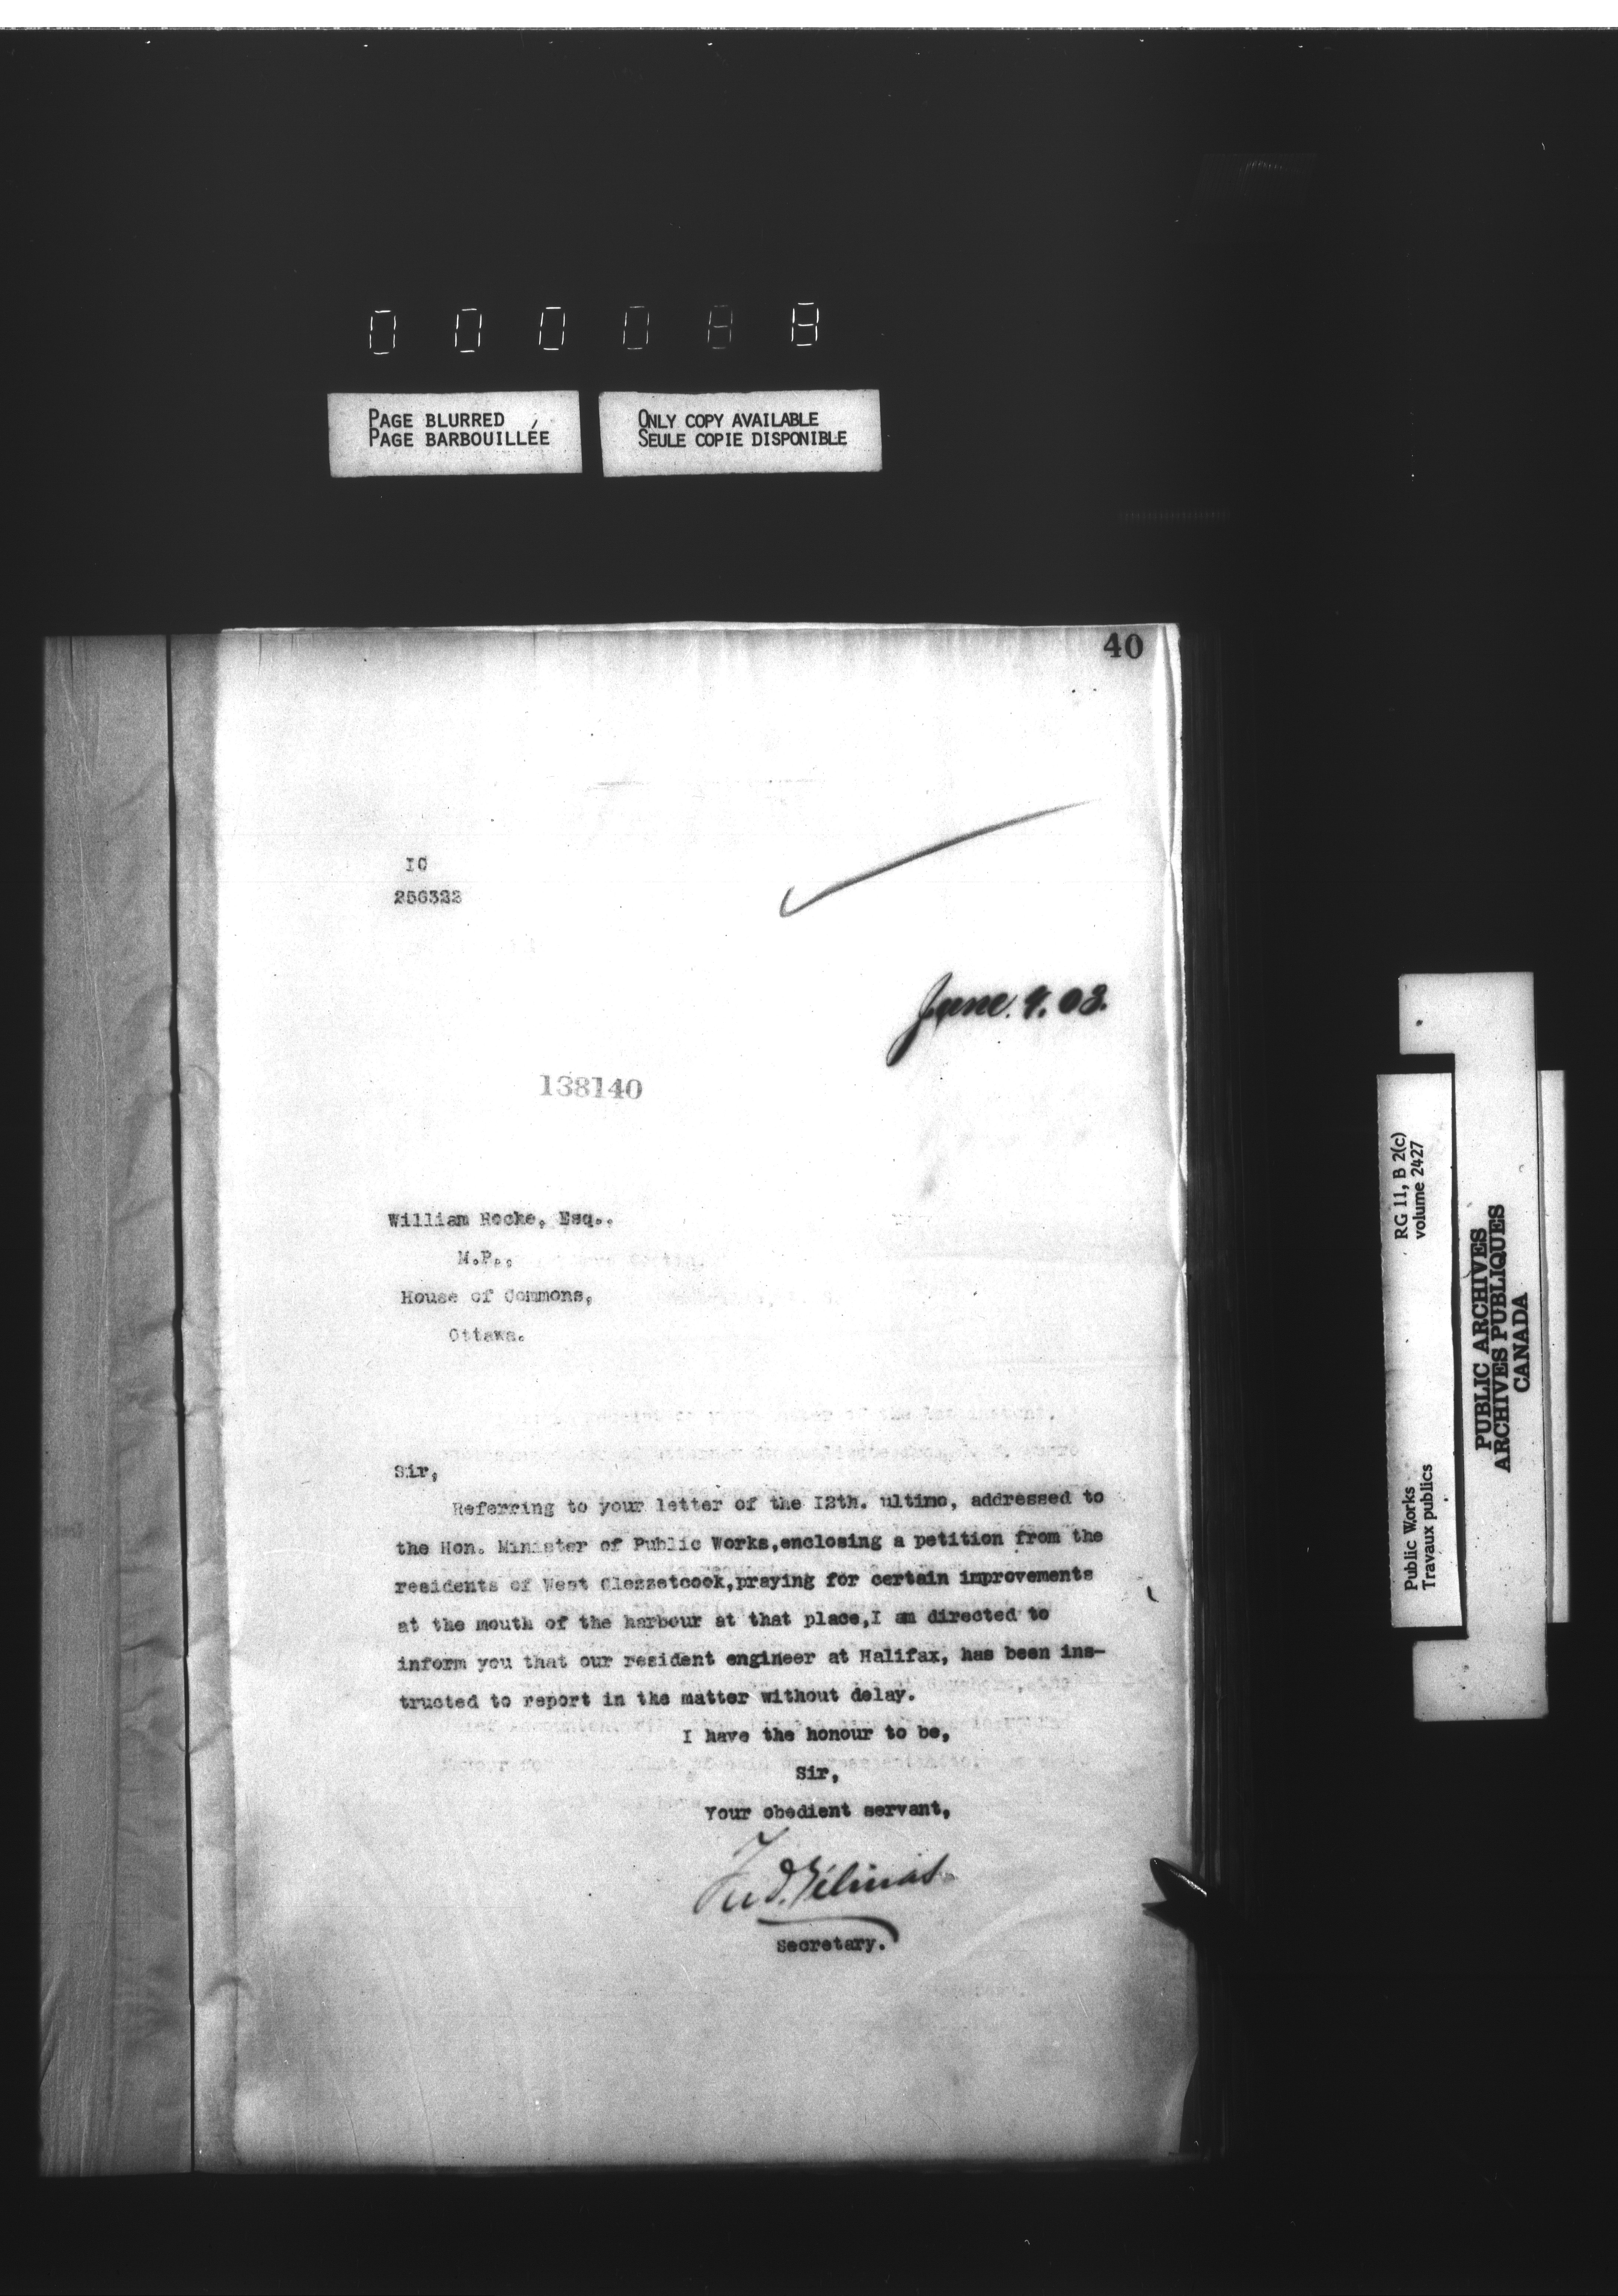 000088
PAGE BLURRED
PAGE BARBOUILLÉE
ONLY COPY AVAILABLE
SEULE COPIE DISPONIBLE
40
IC
256322
June. 9. 03.
138140
William Roche, Esq..
M.P.,
House of Commons,
Ottawa.
Sir,
Referring to your letter of the I2th. ultimo, addressed to
the Hon. Minister of Public Works,enclosing a petition from the
residents of West Chezzetcook,praying for certain improvements
at the mouth of the harbour at that place,I am directed to
inform you that our resident engineer at Halifax, has been ins-
tructed to report in the matter without delay.
I have the honour to be,
Sir,
Your obedient servant,
Fred. Gélinas
Secretary.
RG 11, B 2(c)
volume 2427
Public Works
Travaux publics
PUBLIC ARCHIVES
ARCHIVES PUBLIQUES
CANADA